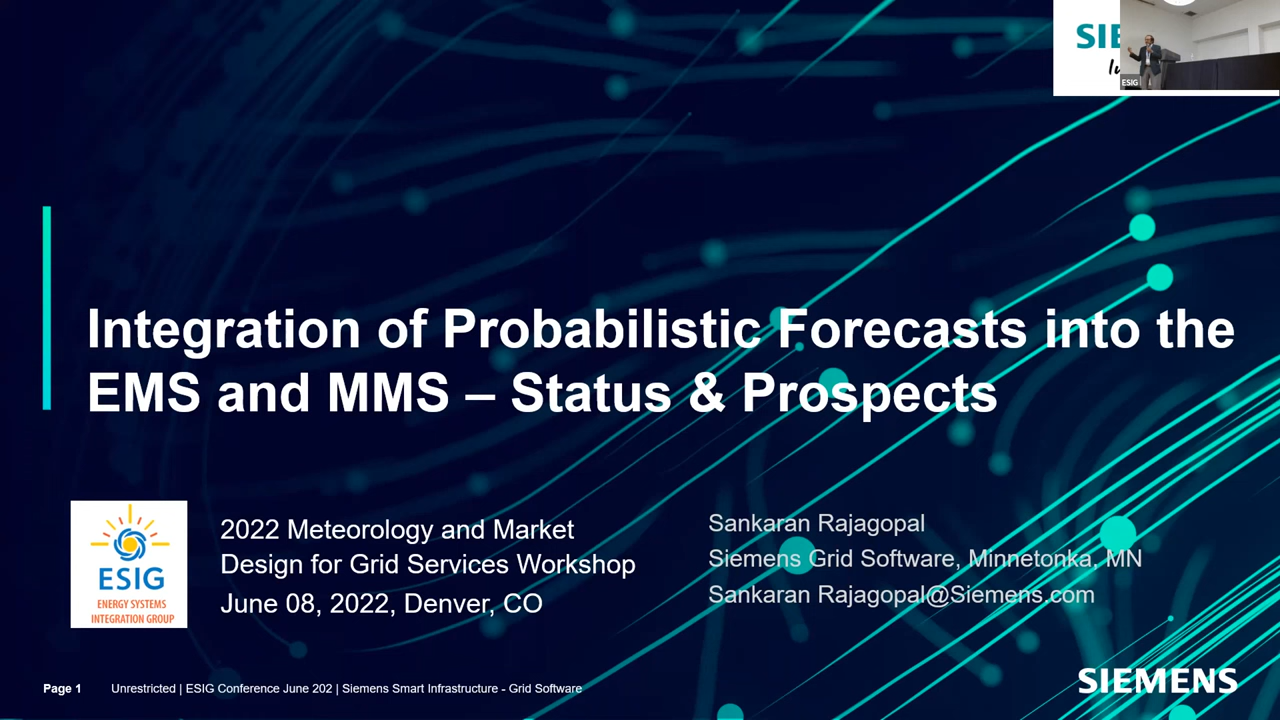 SIE
ESIG
Integration of Probabilistic Forecasts into the
EMS and MMS – Status & Prospects
ESIG
ENERGY SYSTEMS
INTEGRATION GROUP
2022 Meteorology and Market
Design for Grid Services Workshop
June 08, 2022, Denver, CO
Sankaran Rajagopal
Siemens Grid Software, Minnetonka, MN
Sankaran Rajagopal@Siemens.com
Page 1 Unrestricted | ESIG Conference June 202 | Siemens Smart Infrastructure - Grid Software
SIEMENS